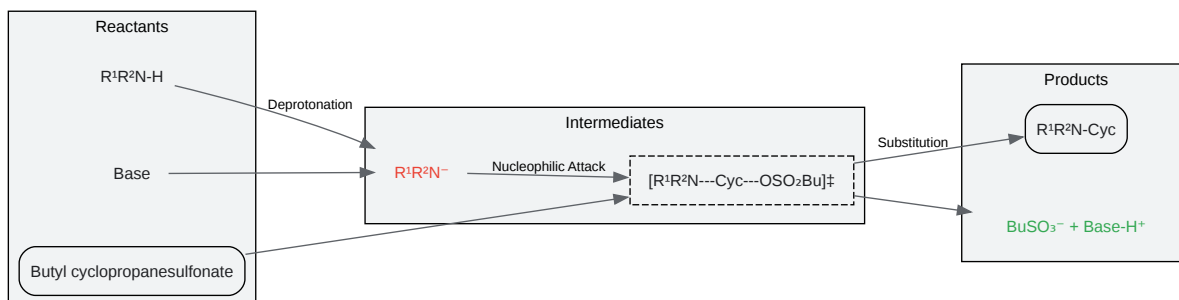 Reactants
R¹R²N-H
Base
Butyl cyclopropanesulfonate
Deprotonation
Intermediates
R¹R²N⁻
Nucleophilic Attack
[R¹R²N---Cyc---OSO₂Bu]‡
Substitution
Products
R¹R²N-Cyc
BuSO₃⁻ + Base-H⁺